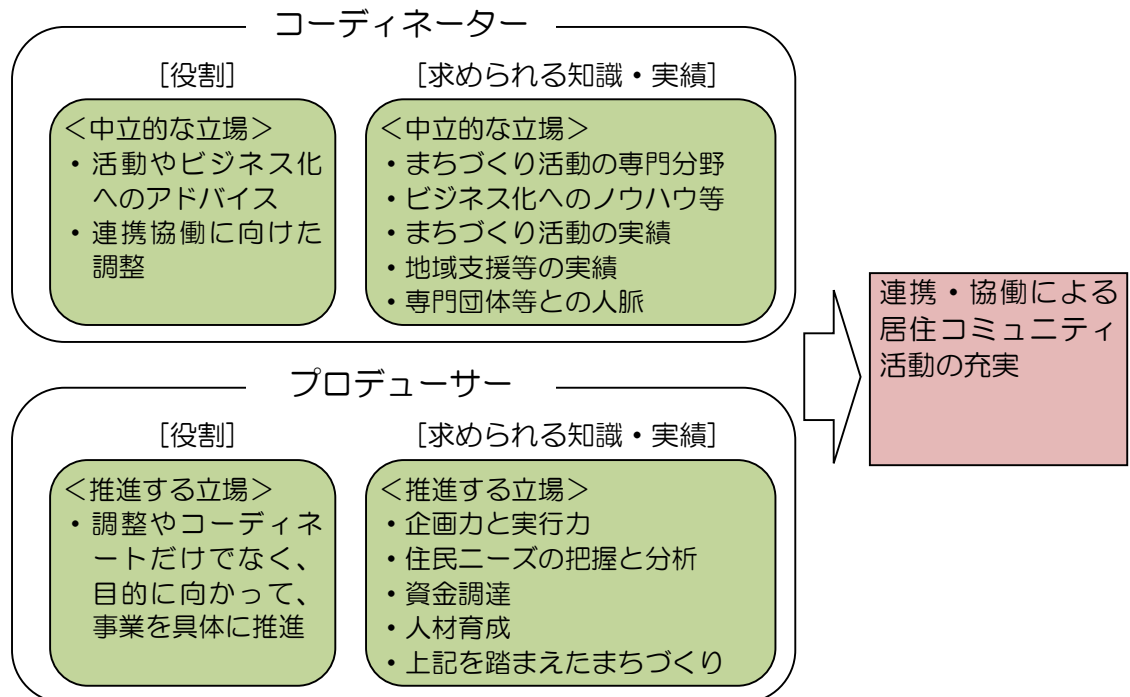 コーディネーター
［役割］
＜中立的な立場＞
・活動やビジネス化
へのアドバイス
・連携協働に向けた
調整
［求められる知識・実績］
＜中立的な立場＞
・まちづくり活動の専門分野
・ビジネス化へのノウハウ等
・まちづくり活動の実績
・地域支援等の実績
・専門団体等との人脈
プロデューサー
［役割］
＜推進する立場＞
・調整やコーディネ
ートだけでなく、
目的に向かって、
事業を具体に推進
［求められる知識・実績］
＜推進する立場＞
・企画力と実行力
・住民ニーズの把握と分析
・資金調達
・人材育成
・上記を踏まえたまちづくり
連携・協働による
居住コミュニティ
活動の充実